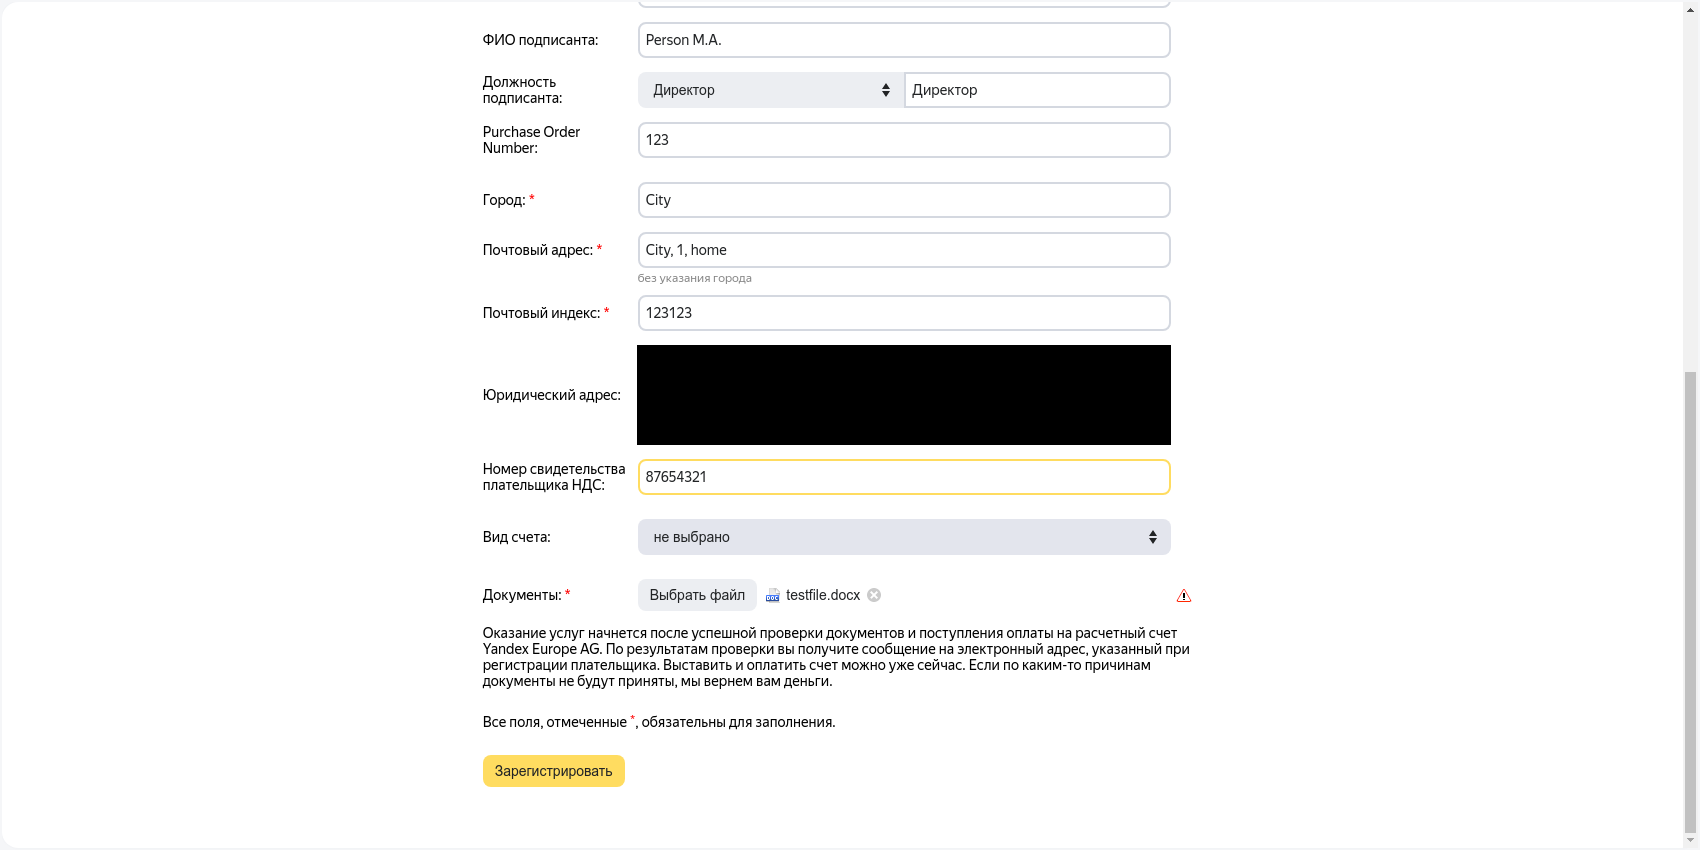 ФИО подписанта:
Person M.A.
Должность
подписанта:
Директор
Директор
Purchase Order
Number:
123
Город: *
City
Почтовый адрес: *
City, 1, home
без указания города
Почтовый индекс: *
123123
Юридический адрес:
Номер свидетельства
плательщика НДС:
87654321
Вид счета:
не выбрано
Документы: *
Выбрать файл
DOC
testfile.docx
Оказание услуг начнется после успешной проверки документов и поступления оплаты на расчетный счет
Yandex Europe AG. По результатам проверки вы получите сообщение на электронный адрес, указанный при
регистрации плательщика. Выставить и оплатить счет можно уже сейчас. Если по каким-то причинам
документы не будут приняты, мы вернем вам деньги.
Все поля, отмеченные *, обязательны для заполнения.
Зарегистрировать